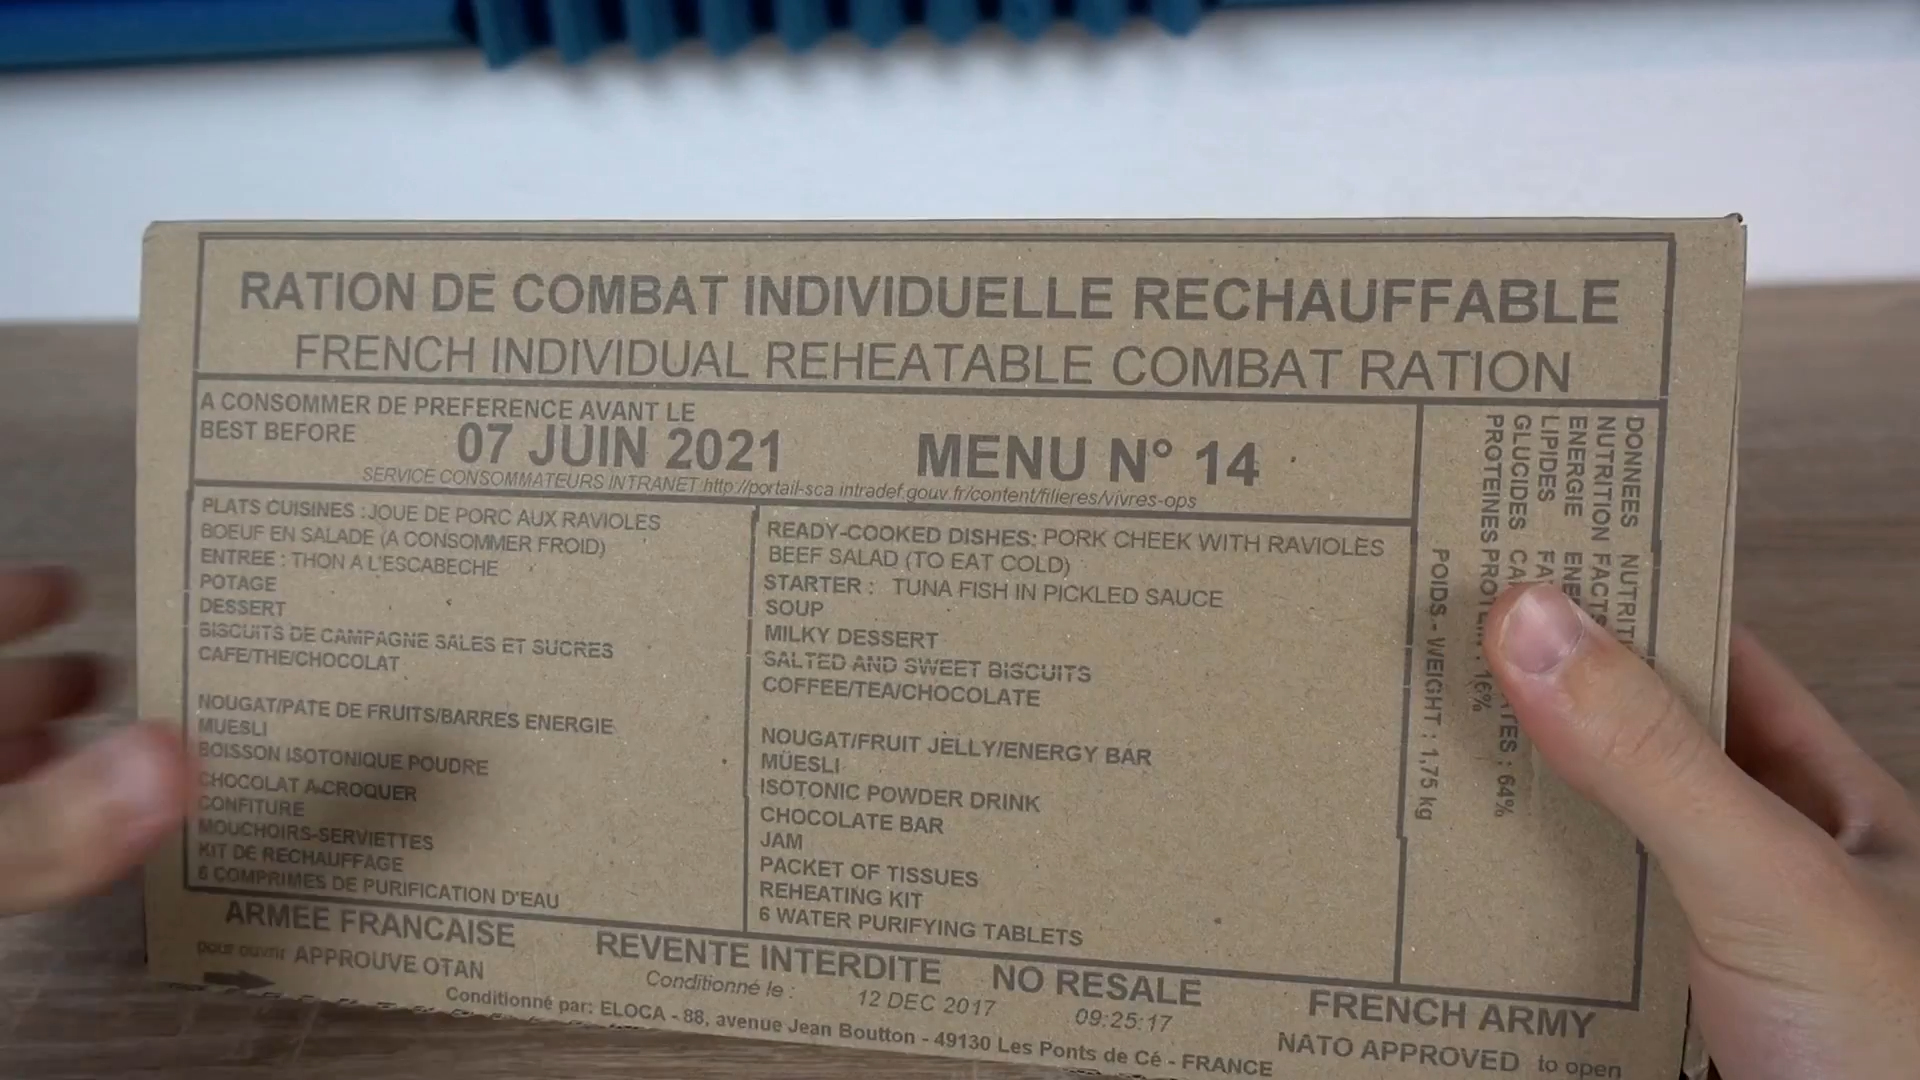 RATION DE COMBAT INDIVIDUELLE RECHAUFFABLE
FRENCH INDIVIDUAL REHEATABLE COMBAT RATION
A CONSOMMER DE PREFERENCE AVANT LE
BEST BEFORE
07 JUIN 2021
MENU N° 14
SERVICE CONSOMMATEURS INTRANET http://portail-sca.intradef.gouv.fr/content/filieres/vivres-ops
PLATS CUISINES : JOUE DE PORC AUX RAVIOLES
BOEUF EN SALADE (A CONSOMMER FROID)
ENTREE : THON A L'ESCABECHE
POTAGE
DESSERT
BISCUITS DE CAMPAGNE SALES ET SUCRES
CAFE/THE/CHOCOLAT
NOUGAT/PATE DE FRUITS/BARRES ENERGIE
MUESLI
BOISSON ISOTONIQUE POUDRE
CHOCOLAT A CROQUER
CONFITURE
MOUCHOIRS-SERVIETTES
KIT DE RECHAUFFAGE
6 COMPRIMES DE PURIFICATION D'EAU
READY-COOKED DISHES: PORK CHEEK WITH RAVIOLES
BEEF SALAD (TO EAT COLD)
STARTER : TUNA FISH IN PICKLED SAUCE
SOUP
MILKY DESSERT
SALTED AND SWEET BISCUITS
COFFEE/TEA/CHOCOLATE
NOUGAT/FRUIT JELLY/ENERGY BAR
MÜESLI
ISOTONIC POWDER DRINK
CHOCOLATE BAR
JAM
PACKET OF TISSUES
REHEATING KIT
6 WATER PURIFYING TABLETS
DONNEES
NUTRITION FACTS
ENERGIE
LIPIDES
GLUCIDES : 64%
PROTEINES : 16%
POIDS - WEIGHT : 1,75 kg
ARMEE FRANCAISE
REVENTE INTERDITE NO RESALE
FRENCH ARMY
pour ouvrir APPROUVE OTAN
Conditionné le : 12 DEC 2017 09:25:17
NATO APPROVED to open
Conditionné par: ELOCA - 88, avenue Jean Boutton - 49130 Les Ponts de Cé - FRANCE